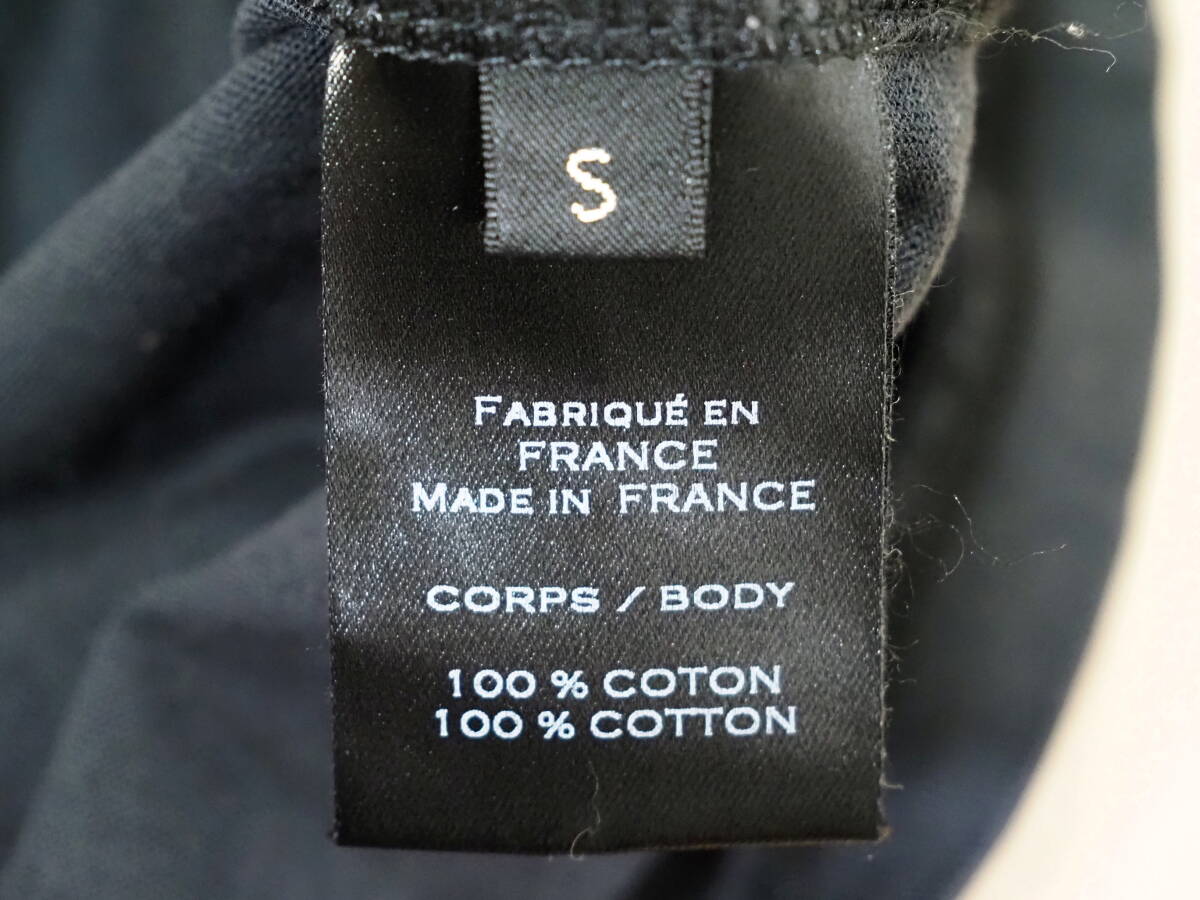 S
FABRIQUÉ EN
FRANCE
MADE IN FRANCE
CORPS / BODY
100 % COTON
100 % COTTON